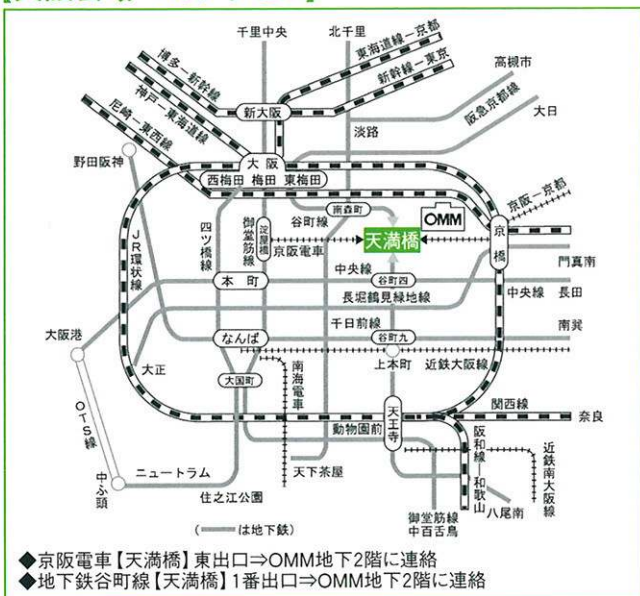 千里中央
北千里
東海道線－京都
新幹線－東京
博多－新幹線
神戸－東海道線
尼崎－東西線
高槻市
阪急京都線
大日
新大阪
淡路
野田阪神
大阪
西梅田 梅田 東梅田
南森町
OMM
京阪－京都
谷町線
四ツ橋線
御堂筋線
淀屋橋
京阪電車
天満橋
京橋
JR環状線
中央線
門真南
本町
谷町四
中央線
長田
長堀鶴見緑地線
千日前線
南巽
大阪港
なんば
谷町九
大正
上本町
近鉄大阪線
大国町
南海電車
関西線
奈良
OTS線
動物園前
天王寺
阪和線－和歌山
近鉄南大阪線
中ふ頭
ニュートラム
天下茶屋
住之江公園
御堂筋線
中百舌鳥
八尾南
(　は地下鉄)
◆京阪電車【天満橋】東出口⇒OMM地下2階に連絡
◆地下鉄谷町線【天満橋】1番出口⇒OMM地下2階に連絡